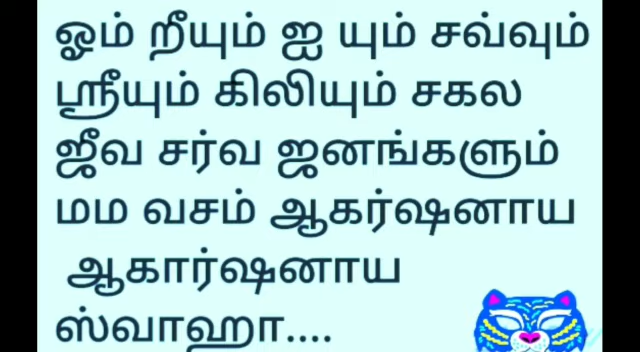 ஓம் றீயும் ஐ யும் சவ்வும்
ஸ்ரீயும் கிலியும் சகல
ஜீவ சர்வ ஜனங்களும்
மம வசம் ஆகர்ஷனாய
ஆகார்ஷனாய
ஸ்வாஹா....